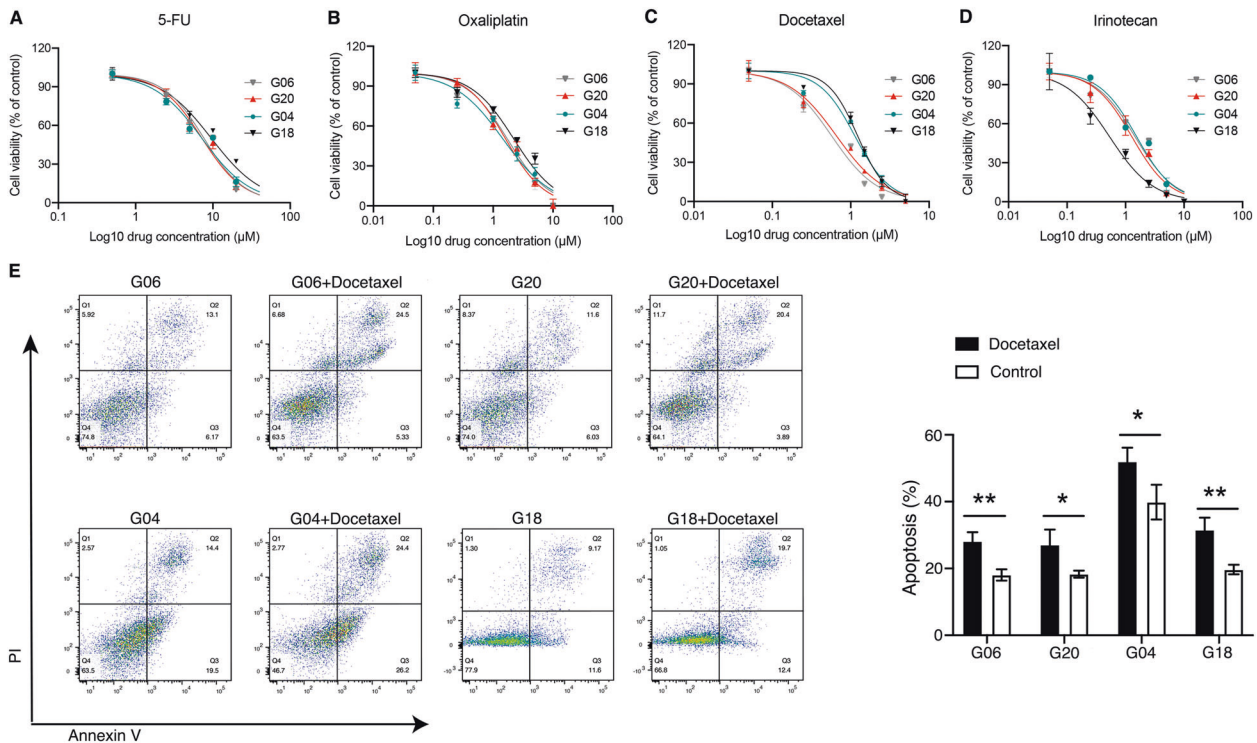 A
5-FU
Cell viability (% of control)
120
90
60
30
0
0.1
1
10
100
Log10 drug concentration (μM)
G06
G20
G04
G18
B
Oxaliplatin
Cell viability (% of control)
120
90
60
30
0
0.01
0.1
1
10
100
Log10 drug concentration (μM)
G06
G20
G04
G18
C
Docetaxel
Cell viability (% of control)
120
90
60
30
0
0.01
0.1
1
10
Log10 drug concentration (μM)
G06
G20
G04
G18
D
Irinotecan
Cell viability (% of control)
120
90
60
30
0
0.01
0.1
1
10
100
Log10 drug concentration (μM)
G06
G20
G04
G18
E
PI
Annexin V
G06
Q1
5.92
Q2
13.1
Q4
74.8
Q3
6.17
G06+Docetaxel
Q1
6.68
Q2
24.5
Q4
63.5
Q3
5.33
G20
Q1
8.37
Q2
11.6
Q4
74.0
Q3
6.03
G20+Docetaxel
Q1
11.7
Q2
20.4
Q4
64.1
Q3
3.89
G04
Q1
2.57
Q2
14.4
Q4
63.5
Q3
19.5
G04+Docetaxel
Q1
2.77
Q2
24.4
Q4
46.7
Q3
26.2
G18
Q1
1.30
Q2
9.17
Q4
77.9
Q3
11.6
G18+Docetaxel
Q1
1.05
Q2
19.7
Q4
66.8
Q3
12.4
Docetaxel
Control
Apoptosis (%)
60
40
20
0
**
*
*
**
G06
G20
G04
G18